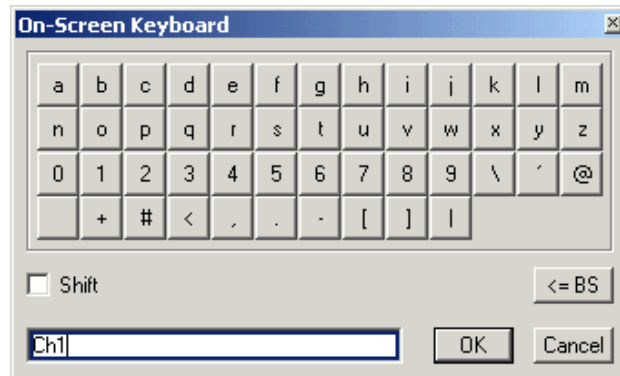 On-Screen Keyboard
a b c d e f g h i j k l m
n o p q r s t u v w x y z
0 1 2 3 4 5 6 7 8 9 \ ´ @
+ # < , . - [ ] |
Shift
<= BS
Ch1
OK
Cancel